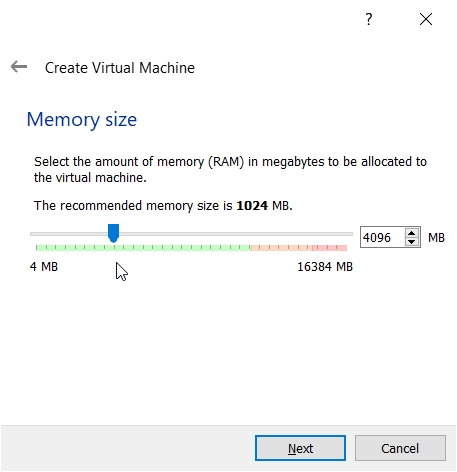 ?
Create Virtual Machine
Memory size
Select the amount of memory (RAM) in megabytes to be allocated to
the virtual machine.
The recommended memory size is 1024 MB.
4096 MB
4 MB 16384 MB
Next Cancel